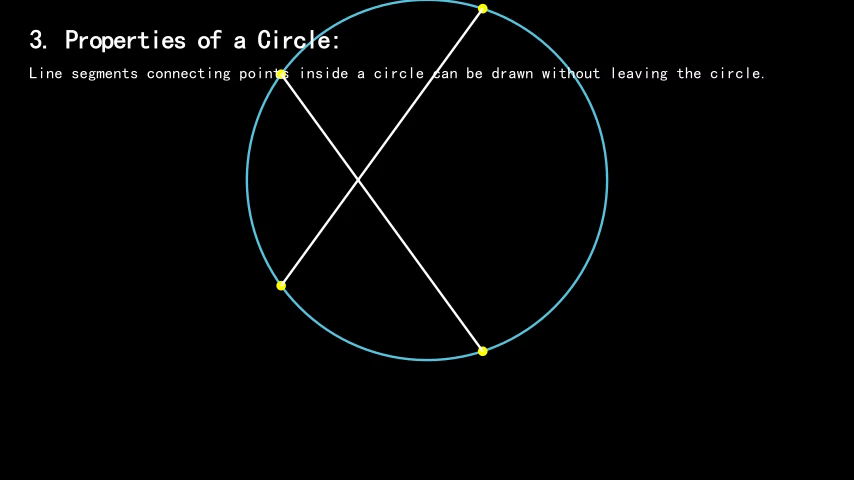 3. Properties of a Circle:
Line segments connecting points inside a circle can be drawn without leaving the circle.